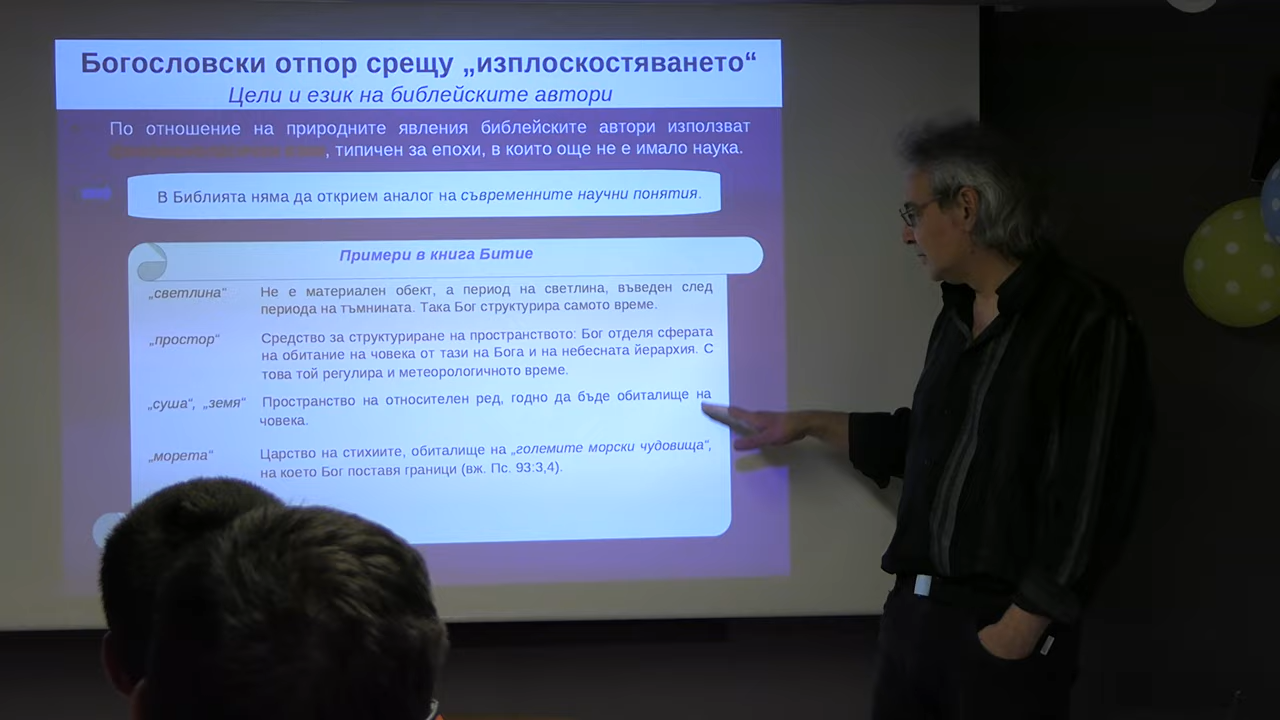 Богословски отпор срещу „изплоскостяването“
Цели и език на библейските автори
По отношение на природните явления библейските автори използват
, типичен за епохи, в които още не е имало наука.
В Библията няма да открием аналог на съвременните научни понятия.
Примери в книга Битие
„светлина“ Не е материален обект, а период на светлина, въведен след
периода на тъмнината. Така Бог структурира самото време.
„простор“ Средство за структуриране на пространството: Бог отделя сферата
на обитание на човека от тази на Бога и на небесната йерархия. С
това той регулира и метеорологичното време.
„суша“, „земя“ Пространство на относителен ред, годно да бъде обиталище на
човека.
„морета“ Царство на стихиите, обиталище на „големите морски чудовища“,
на което Бог поставя граници (вж. Пс. 93:3,4).